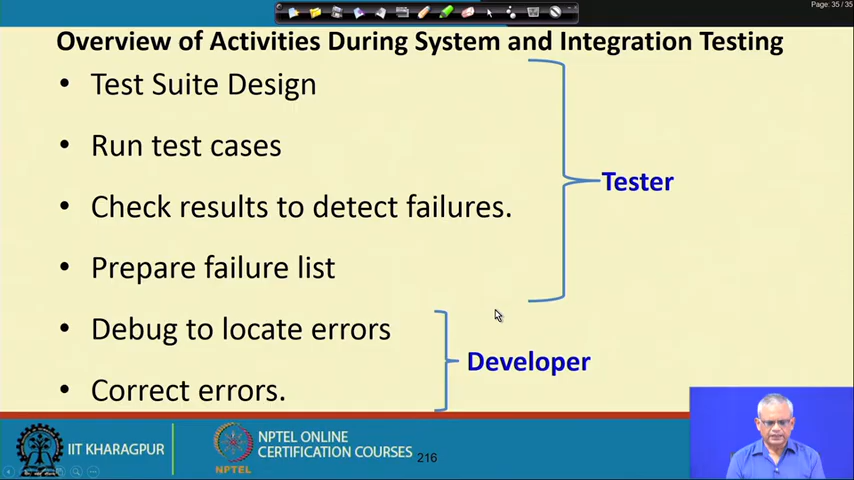 Page: 35 / 35
Overview of Activities During System and Integration Testing
• Test Suite Design
• Run test cases
• Check results to detect failures.
• Prepare failure list
Tester
• Debug to locate errors
• Correct errors.
Developer
IIT KHARAGPUR
NPTEL
NPTEL ONLINE
CERTIFICATION COURSES
216